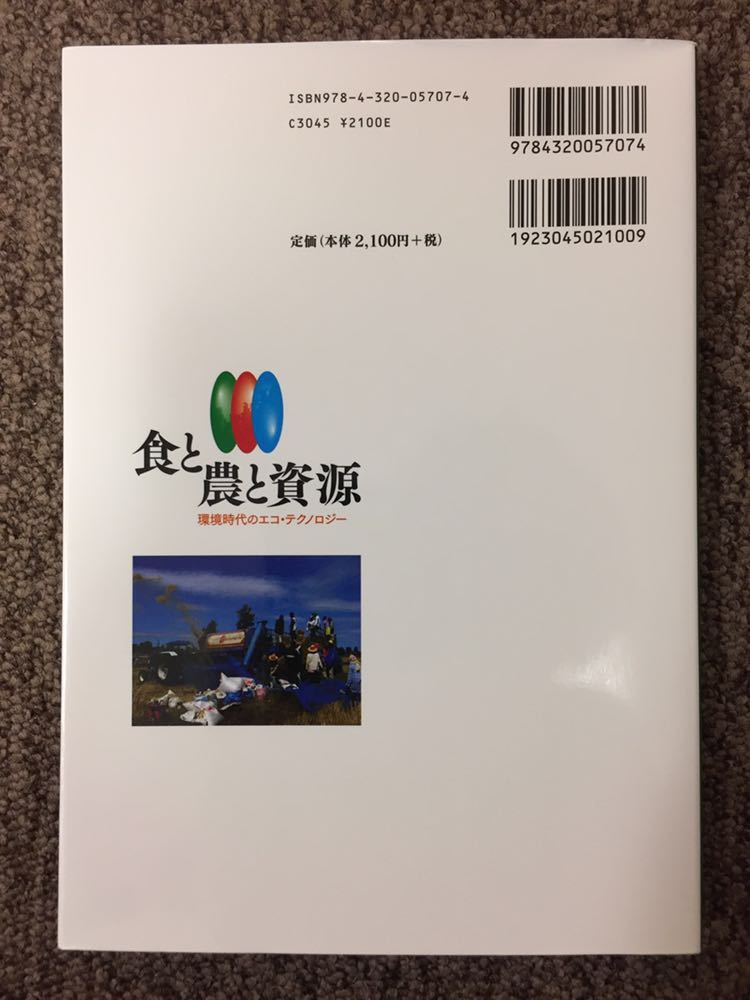 ISBN978-4-320-05707-4
C3045 ¥2100E
9784320057074
定価(本体2,100円+税)
1923045021009
食と
農と資源
環境時代のエコ・テクノロジー